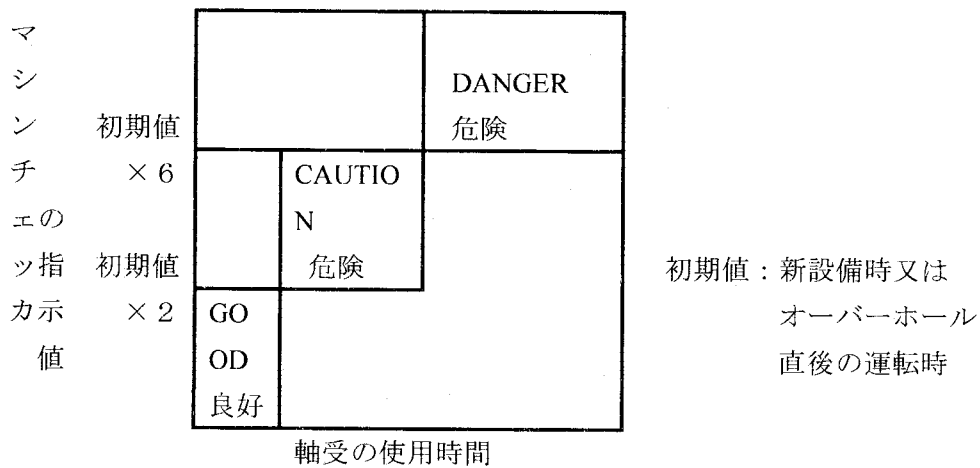 マシンチェッカ
の指示値
初期値
×6
初期値
×2
DANGER
危険
CAUTIO
N
危険
GO
OD
良好
軸受の使用時間
初期値：新設備時又は
オーバーホール
直後の運転時